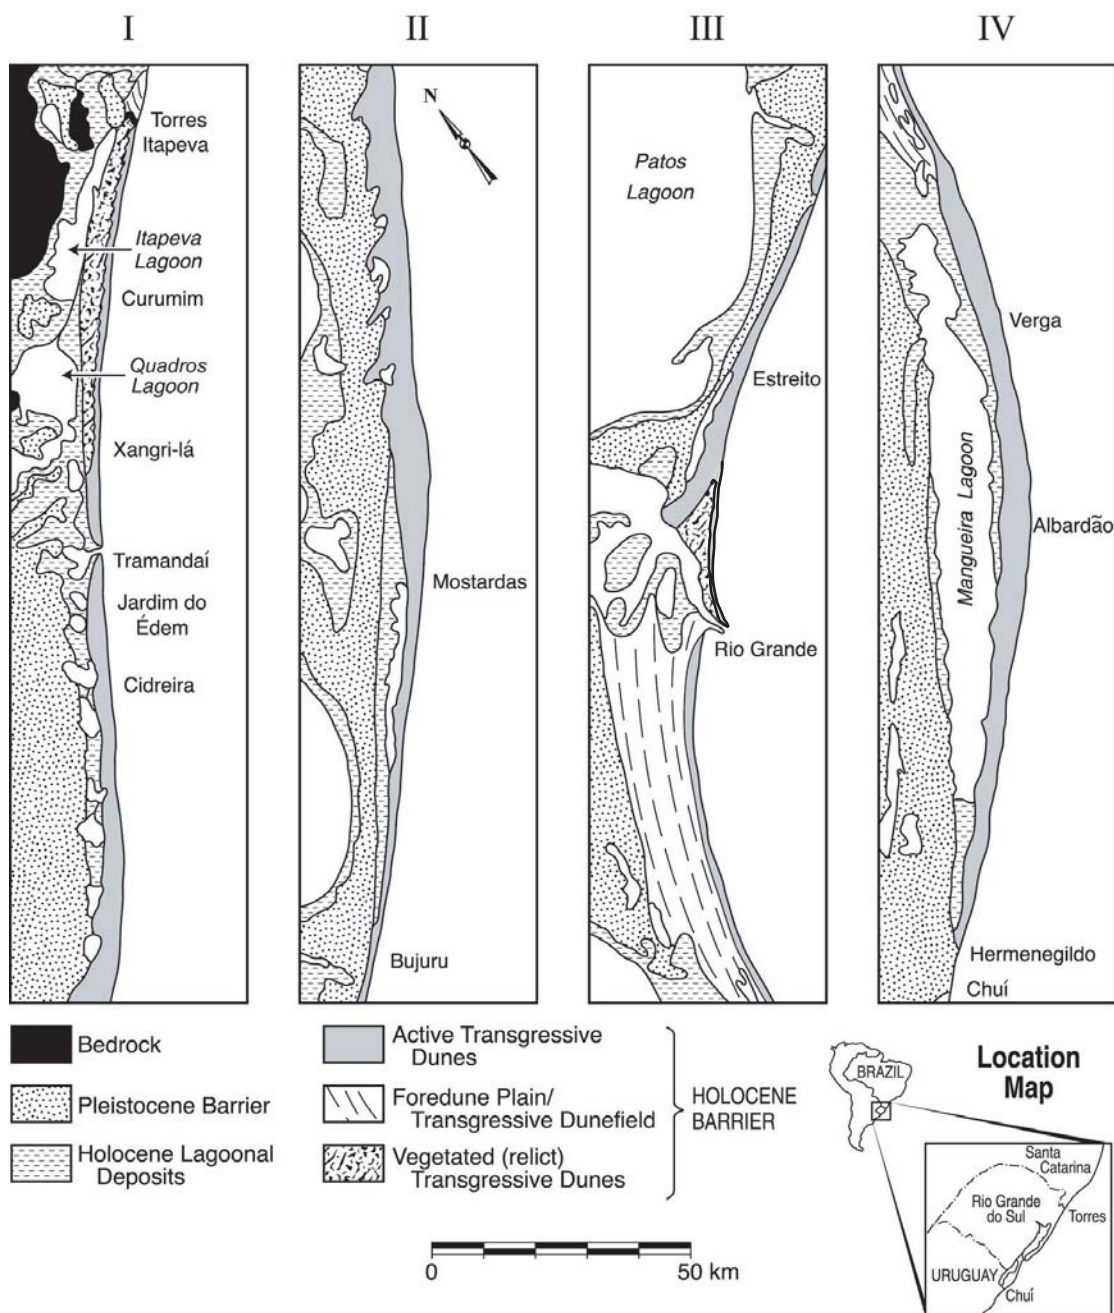 I
II
III
IV
Torres
Itapeva
Itapeva
Lagoon
Curumim
Quadros
Lagoon
Xangri-lá
Tramandaí
Jardim do
Édem
Cidreira
N
Mostardas
Bujuru
Patos
Lagoon
Estreito
Rio Grande
Verga
Mangueira Lagoon
Albardão
Hermenegildo
Chuí
Bedrock
Pleistocene Barrier
Holocene Lagoonal
Deposits
Active Transgressive
Dunes
Foredune Plain/
Transgressive Dunefield
Vegetated (relict)
Transgressive Dunes
HOLOCENE
BARRIER
0
50 km
Location
Map
BRAZIL
Santa
Catarina
Rio Grande
do Sul
Torres
URUGUAY
Chuí